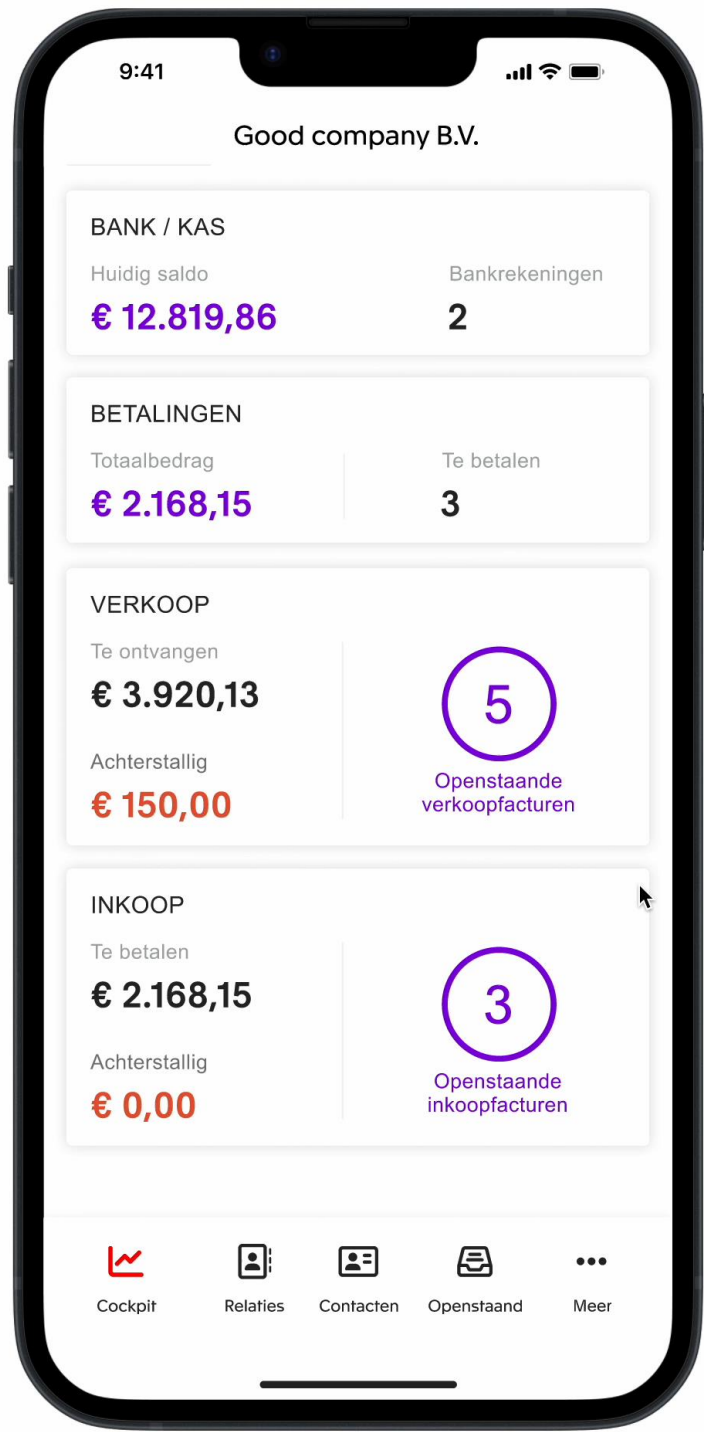 9:41
Good company B.V.
BANK / KAS
Huidig saldo
Bankrekeningen
€ 12.819,86
2
BETALINGEN
Totaalbedrag
Te betalen
€ 2.168,15
3
VERKOOP
Te ontvangen
€ 3.920,13
5
Achterstallig
€ 150,00
Openstaande
verkoopfacturen
INKOOP
Te betalen
€ 2.168,15
3
Achterstallig
€ 0,00
Openstaande
inkoopfacturen
Cockpit
Relaties
Contacten
Openstaand
Meer